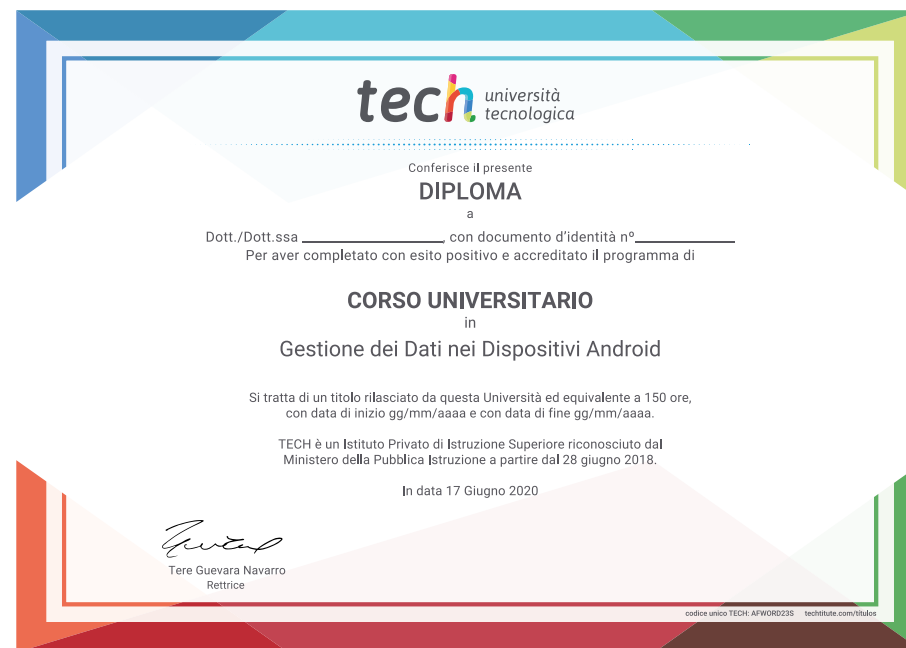 tech università
tecnologica
Conferisce il presente
DIPLOMA
a
Dott./Dott.ssa ____________________, con documento d'identità nº______________
Per aver completato con esito positivo e accreditato il programma di
CORSO UNIVERSITARIO
in
Gestione dei Dati nei Dispositivi Android
Si tratta di un titolo rilasciato da questa Università ed equivalente a 150 ore,
con data di inizio gg/mm/aaaa e con data di fine gg/mm/aaaa.
TECH è un Istituto Privato di Istruzione Superiore riconosciuto dal
Ministero della Pubblica Istruzione a partire dal 28 giugno 2018.
In data 17 Giugno 2020
Tere Guevara Navarro
Rettrice
codice unico TECH: AFWORD23S techtitute.com/titulos